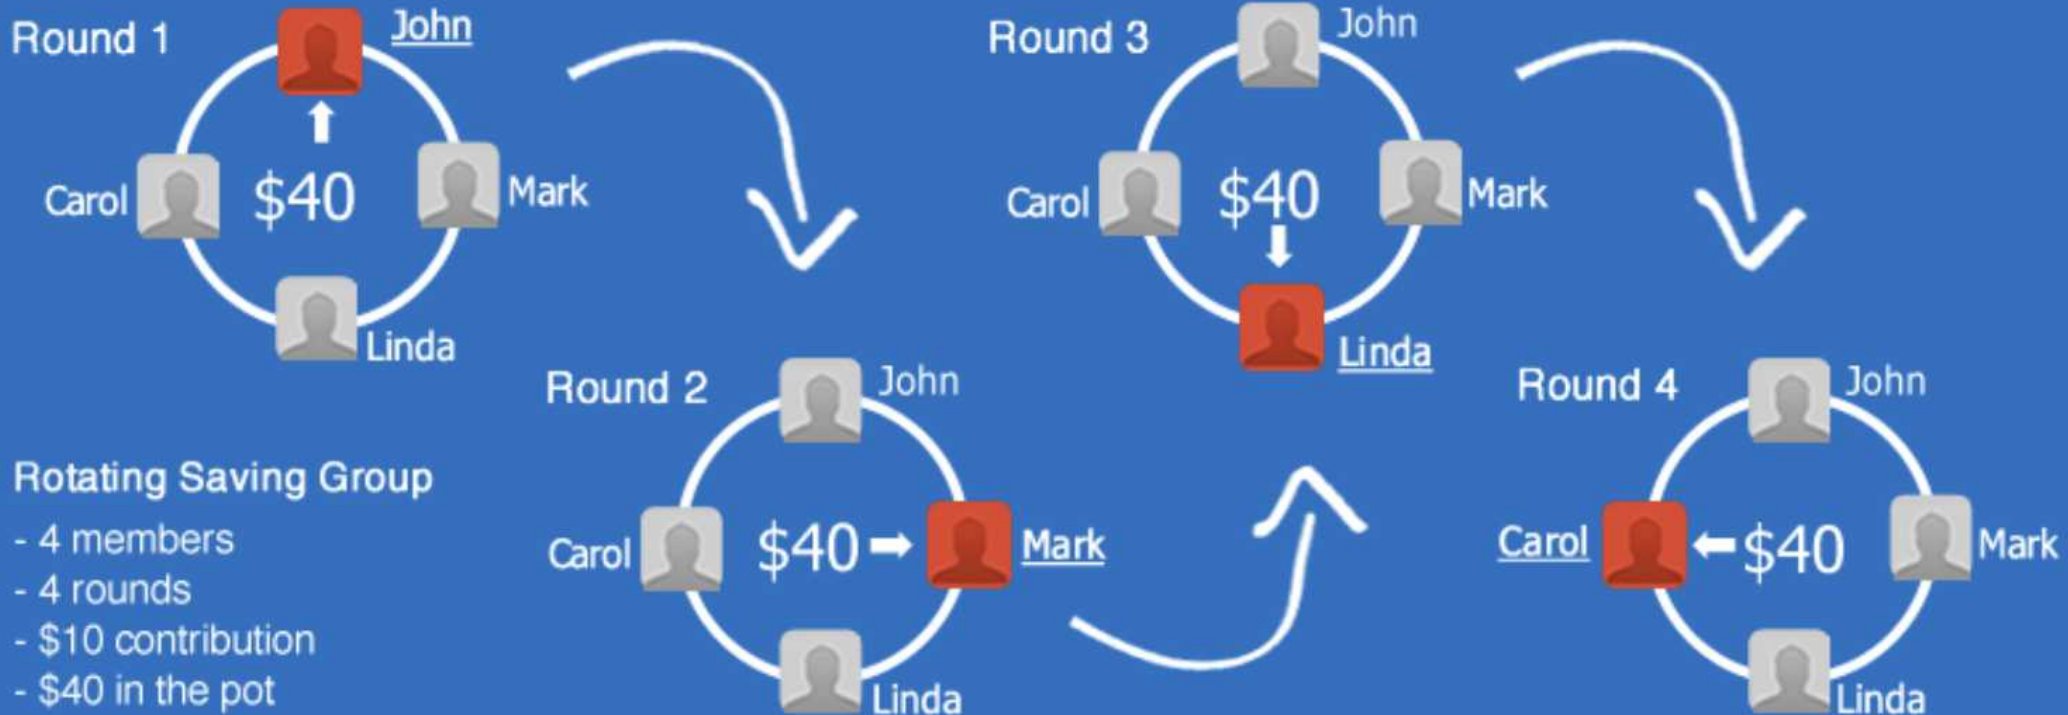 Round 1
John
Carol
$40
Mark
Linda
Round 2
John
Carol
$40
Mark
Linda
Round 3
John
Carol
$40
Mark
Linda
Round 4
John
Carol
$40
Mark
Linda
Rotating Saving Group
- 4 members
- 4 rounds
- $10 contribution
- $40 in the pot